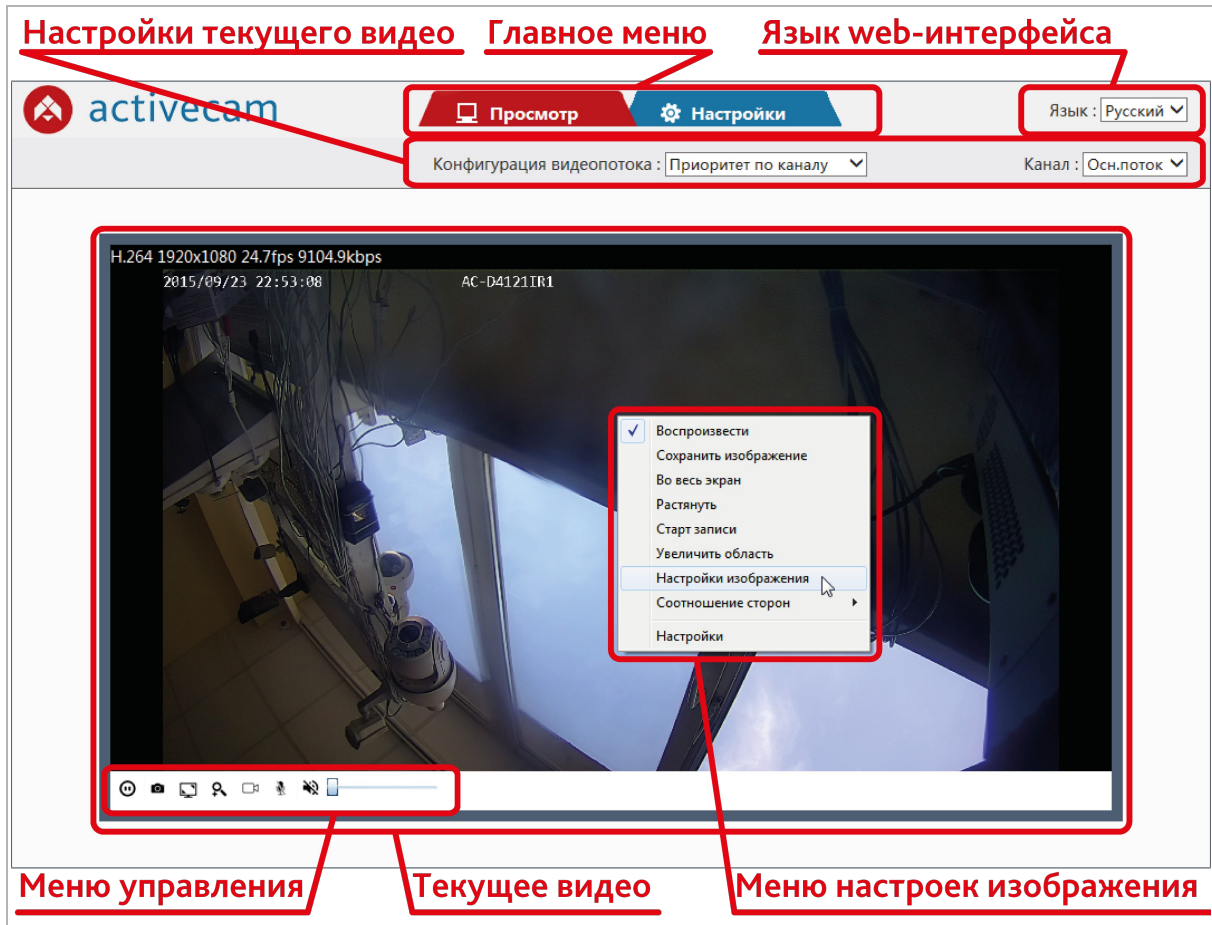 Настройки текущего видео Главное меню Язык web-интерфейса
activecam Просмотр Настройки Язык : Русский
Конфигурация видеопотока : Приоритет по каналу Канал : Осн.поток
H.264 1920x1080 24.7fps 9104.9kbps
2015/09/23 22:53:08 AC-D4121IR1
Воспроизвести
Сохранить изображение
Во весь экран
Растянуть
Старт записи
Увеличить область
Настройки изображения
Соотношение сторон
Настройки
Меню управления Текущее видео Меню настроек изображения